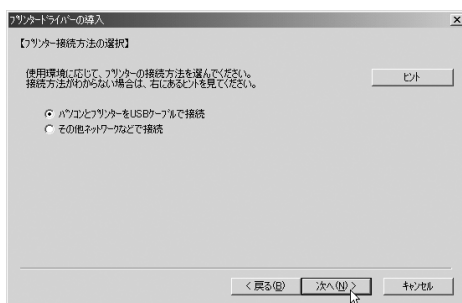 プリンタードライバーの導入
【プリンター接続方法の選択】
使用環境に応じて、プリンターの接続方法を選んでください。
接続方法がわからない場合は、右にあるヒントを見てください。
ヒント
パソコンとプリンターをUSBケーブルで接続
その他ネットワークなどで接続
< 戻る(B)
次へ(N) >
キャンセル